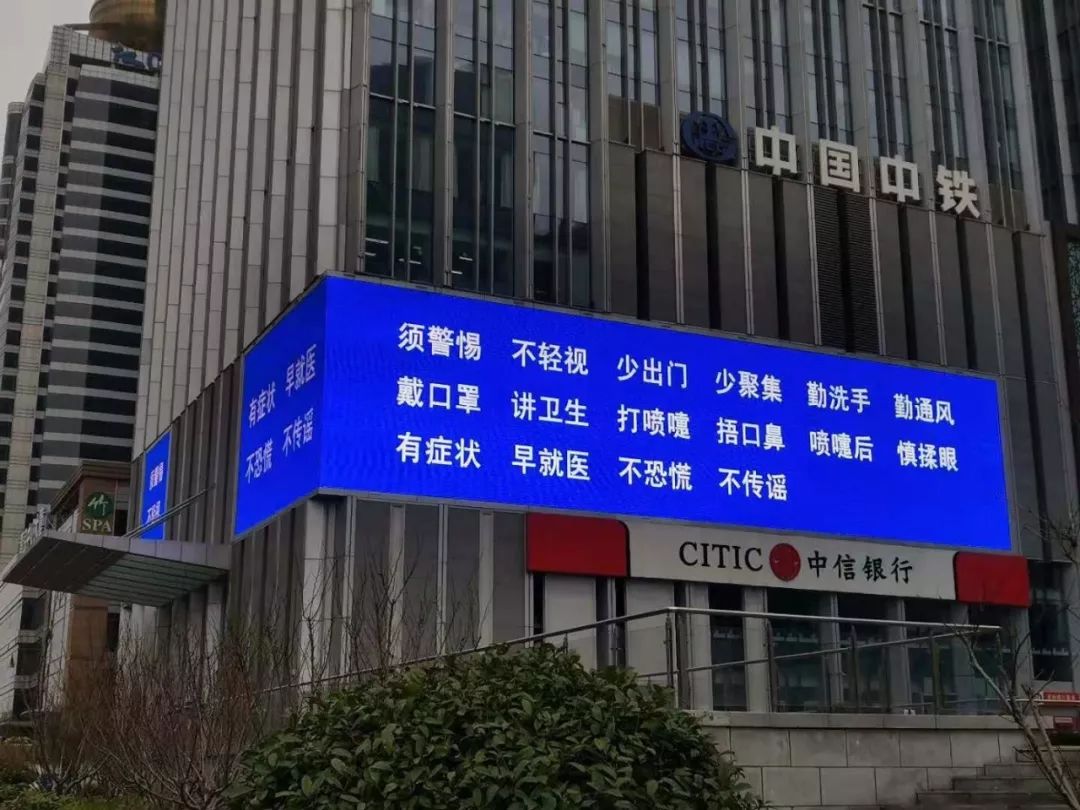 中国中铁
须警惕 不轻视 少出门 少聚集 勤洗手 勤通风
戴口罩 讲卫生 打喷嚏 捂口鼻 喷嚏后 慎揉眼
有症状 早就医 不恐慌 不传谣
有症状 早就医
不恐慌 不传谣
CITIC 中信银行
竹
SPA